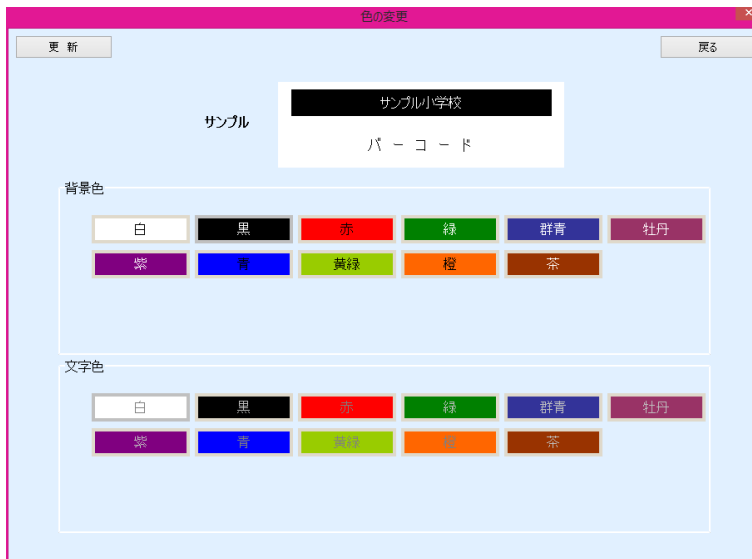 色の変更
更 新
戻る
サンプル小学校
サンプル
バ ー コ ー ド
背景色
白 黒 赤 緑 群青 牡丹
紫 青 黄緑 橙 茶
文字色
白 黒 赤 緑 群青 牡丹
紫 青 黄緑 橙 茶